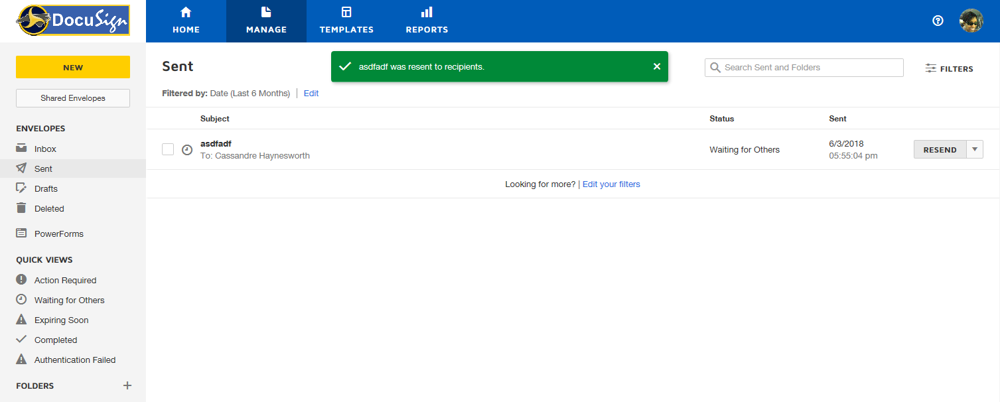 DocuSign
HOME
MANAGE
TEMPLATES
REPORTS
NEW
Shared Envelopes
ENVELOPES
Inbox
Sent
Drafts
Deleted
PowerForms
QUICK VIEWS
Action Required
Waiting for Others
Expiring Soon
Completed
Authentication Failed
FOLDERS
Sent
asdfadf was resent to recipients.
Search Sent and Folders
FILTERS
Filtered by: Date (Last 6 Months) | Edit
Subject Status Sent
asdfadf
To: Cassandre Haynesworth
Waiting for Others
6/3/2018
05:55:04 pm
RESEND
Looking for more? | Edit your filters